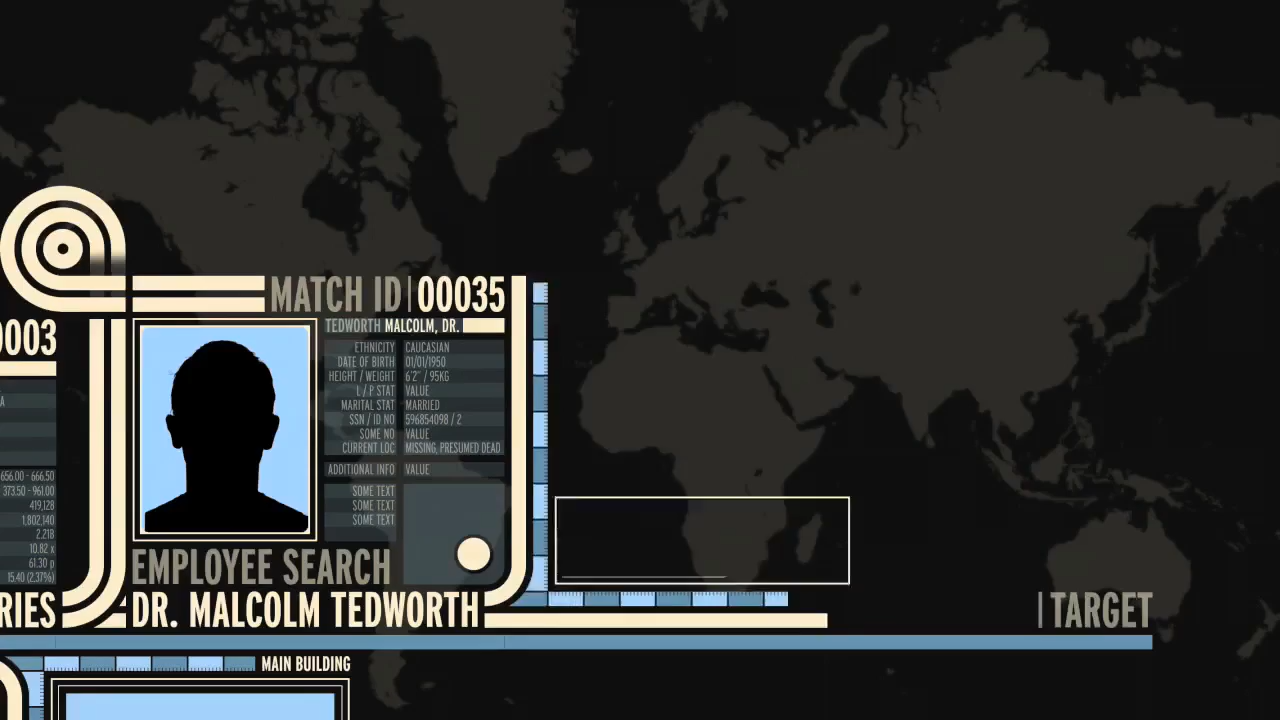 MATCH ID | 00035
0003
TEDWORTH MALCOLM, DR.
ETHNICITY CAUCASIAN
DATE OF BIRTH 01/01/1950
HEIGHT / WEIGHT 6'2" / 95KG
L / P STAT VALUE
MARITAL STAT MARRIED
SSN / ID NO 596854098 / 2
SOME NO VALUE
CURRENT LOC MISSING, PRESUMED DEAD
ADDITIONAL INFO VALUE
SOME TEXT
SOME TEXT
SOME TEXT
A
656.00 - 666.50
373.50 - 961.00
419,128
1,802,140
2.21B
10.82 x
61.30 p
15.40 (2.37%)
EMPLOYEE SEARCH
RIES
DR. MALCOLM TEDWORTH
| TARGET
MAIN BUILDING